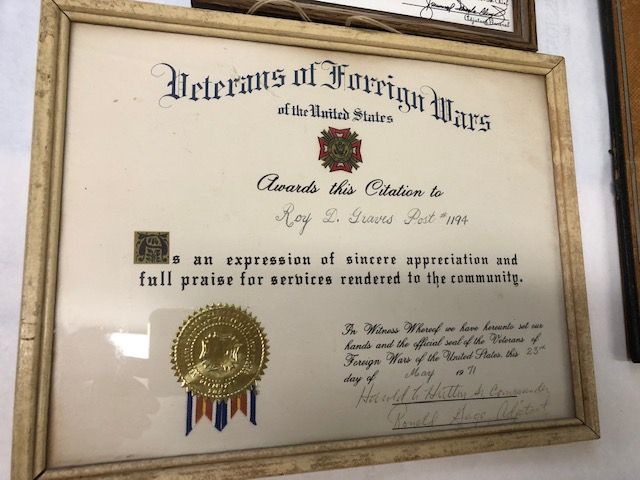 Adjutant General
Veterans of Foreign Wars
of the United States
Awards this Citation to
Roy D. Graves Post #1194
As an expression of sincere appreciation and
full praise for services rendered to the community.
In Witness Whereof we have hereunto set our
hands and the official seal of the Veterans of
Foreign Wars of the United States, this 23rd
day of May 1971
Commander
Ronald Adjutant